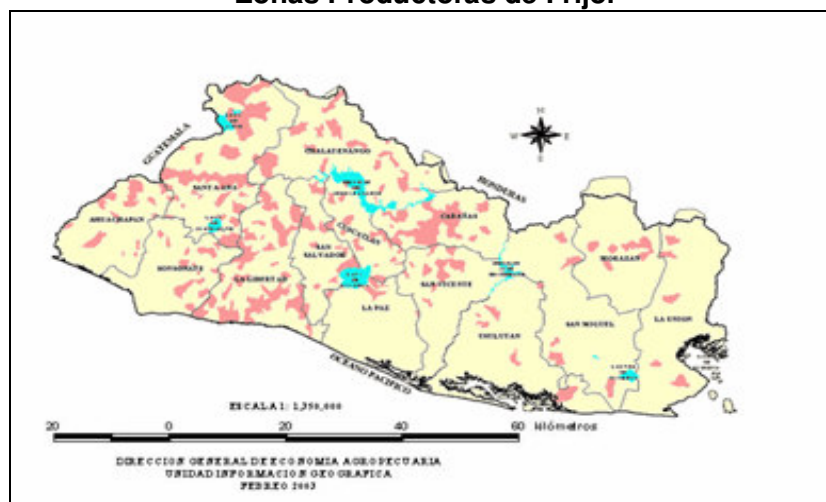 Zonas Productoras de Frijol
N
W E
S
GUATEMALA
HONDURAS
CHALATENANGO
SANTA ANA
AHUACHAPAN
CABAÑAS
CUSCATLAN
SAN
SALVADOR
MORAZAN
SONSONATE
LA LIBERTAD
SAN VICENTE
LA PAZ
USULUTAN
SAN MIGUEL
LA UNION
OCEANO PACIFICO
ESCALA 1: 1,350,000
20 0 20 40 60 kilómetros
DIRECCION GENERAL DE ECONOMIA AGROPECUARIA
UNIDAD INFORMACION GEOGRAFICA